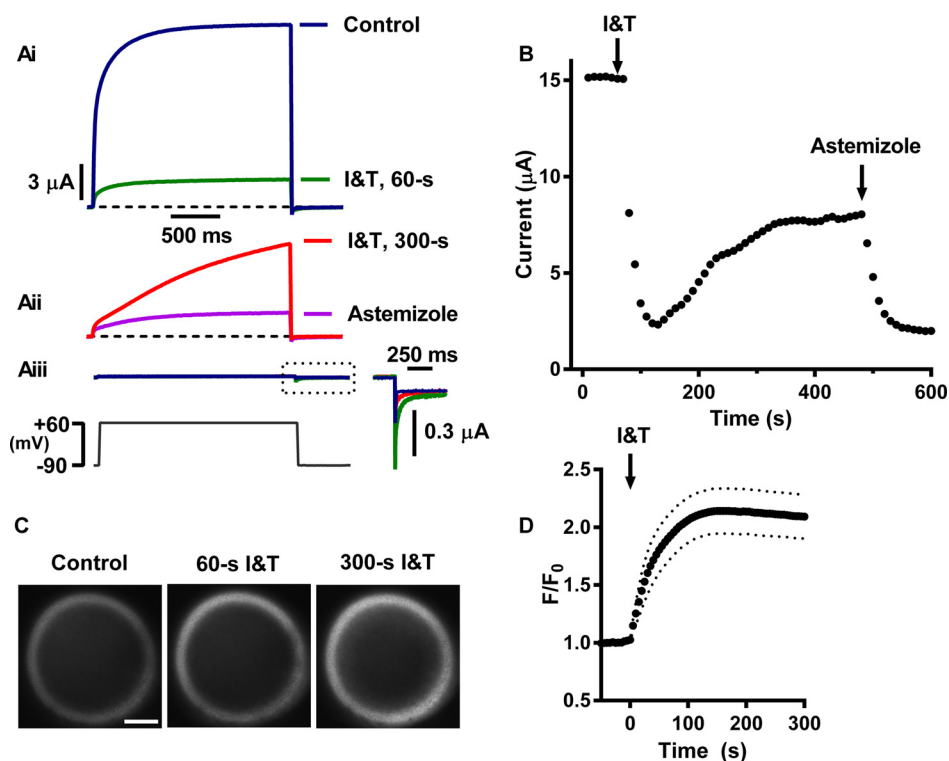 Ai
Control
3 μA
I&T, 60-s
500 ms
I&T, 300-s
Aii
Astemizole
Aiii
250 ms
0.3 μA
+60
(mV)
-90
B
I&T
Astemizole
15
10
5
0
Current (μA)
0
200
400
600
Time (s)
C
Control
60-s I&T
300-s I&T
D
I&T
2.5
2.0
1.5
1.0
0.5
F/F0
0
100
200
300
Time (s)